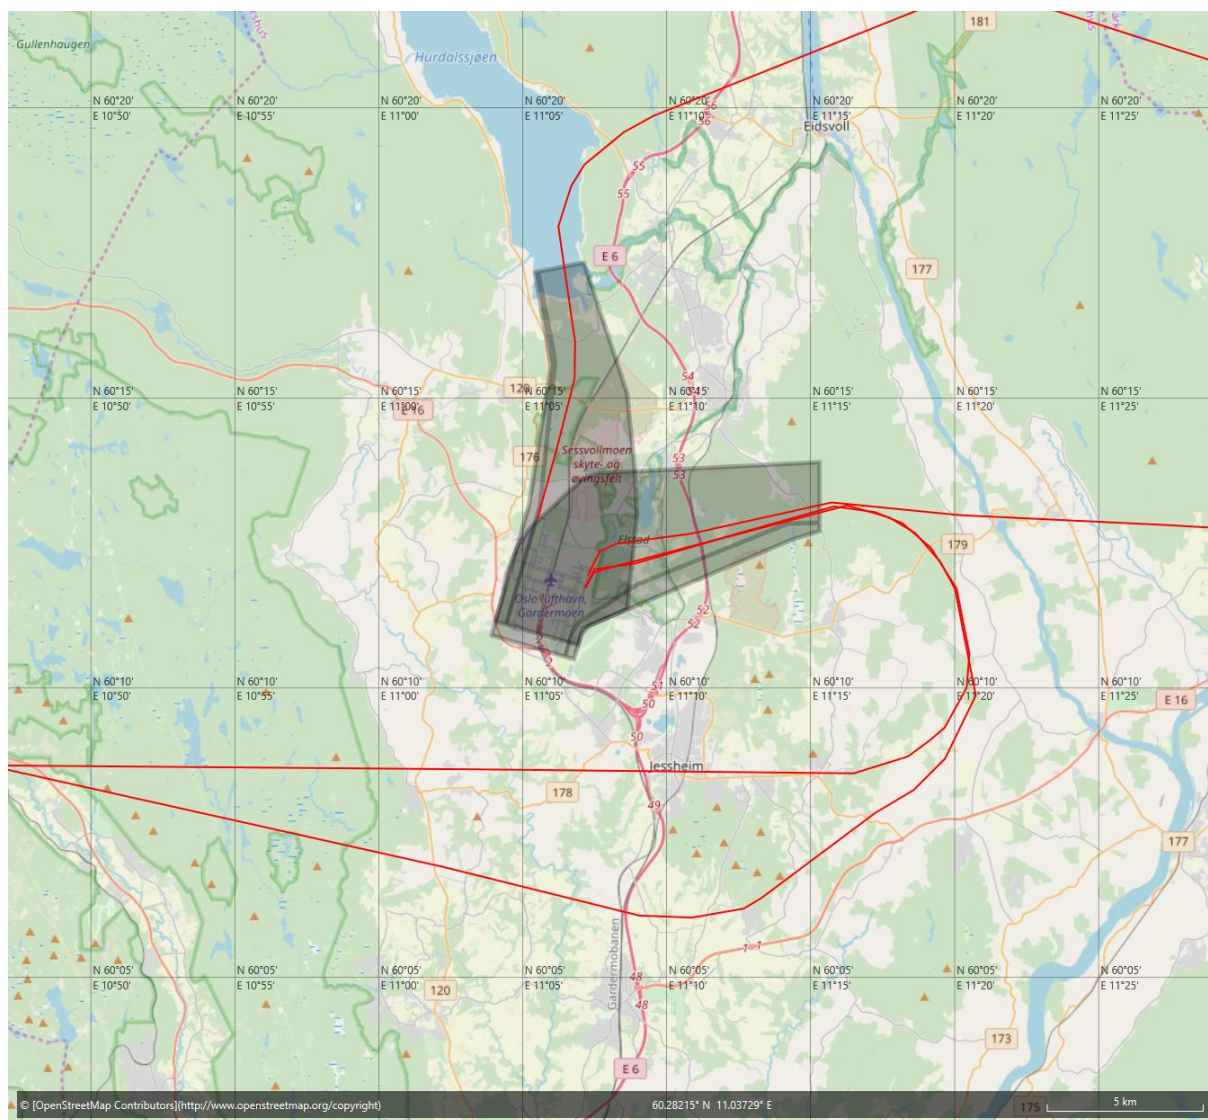 181
Gullenhaugen
Hurdalssjøen
N 60°20'
E 10°50'
N 60°20'
E 10°55'
N 60°20'
E 11°00'
N 60°20'
E 11°05'
N 60°20'
E 11°10'
N 60°20'
E 11°15'
N 60°20'
E 11°20'
N 60°20'
E 11°25'
56
56
Eidsvoll
55
55
E 6
177
54
N 60°15'
E 10°50'
N 60°15'
E 10°55'
N 60°15'
E 11°00'
N 60°15'
E 11°05'
N 60°15'
E 11°10'
N 60°15'
E 11°15'
N 60°15'
E 11°20'
N 60°15'
E 11°25'
120
E 16
176
Sessvollmoen
skyte- og
øvingsfelt
53
53
Elstad
179
Oslo lufthavn,
Gardermoen
52
52
2
N 60°10'
E 10°50'
N 60°10'
E 10°55'
N 60°10'
E 11°00'
N 60°10'
E 11°05'
N 60°10'
E 11°10'
N 60°10'
E 11°15'
N 60°10'
E 11°20'
N 60°10'
E 11°25'
51
50
50
E 16
Jessheim
178
49
177
1 1
Gardermobanen
N 60°05'
E 10°50'
N 60°05'
E 10°55'
N 60°05'
E 11°00'
N 60°05'
E 11°05'
N 60°05'
E 11°10'
N 60°05'
E 11°15'
N 60°05'
E 11°20'
N 60°05'
E 11°25'
48
48
120
173
E 6
175
© [OpenStreetMap Contributors](http://www.openstreetmap.org/copyright)
60.28215° N 11.03729° E
5 km